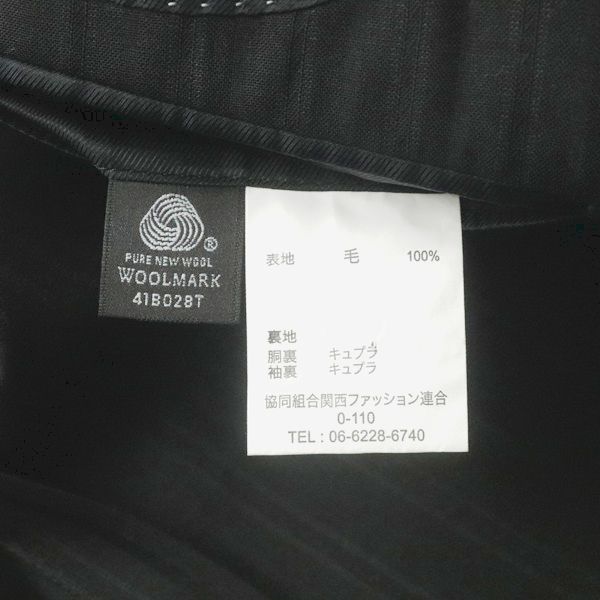 PURE NEW WOOL
WOOLMARK
41B028T
®
表地 毛 100%
裏地
胴裏 キュプラ
袖裏 キュプラ
協同組合関西ファッション連合
0-110
TEL : 06-6228-6740